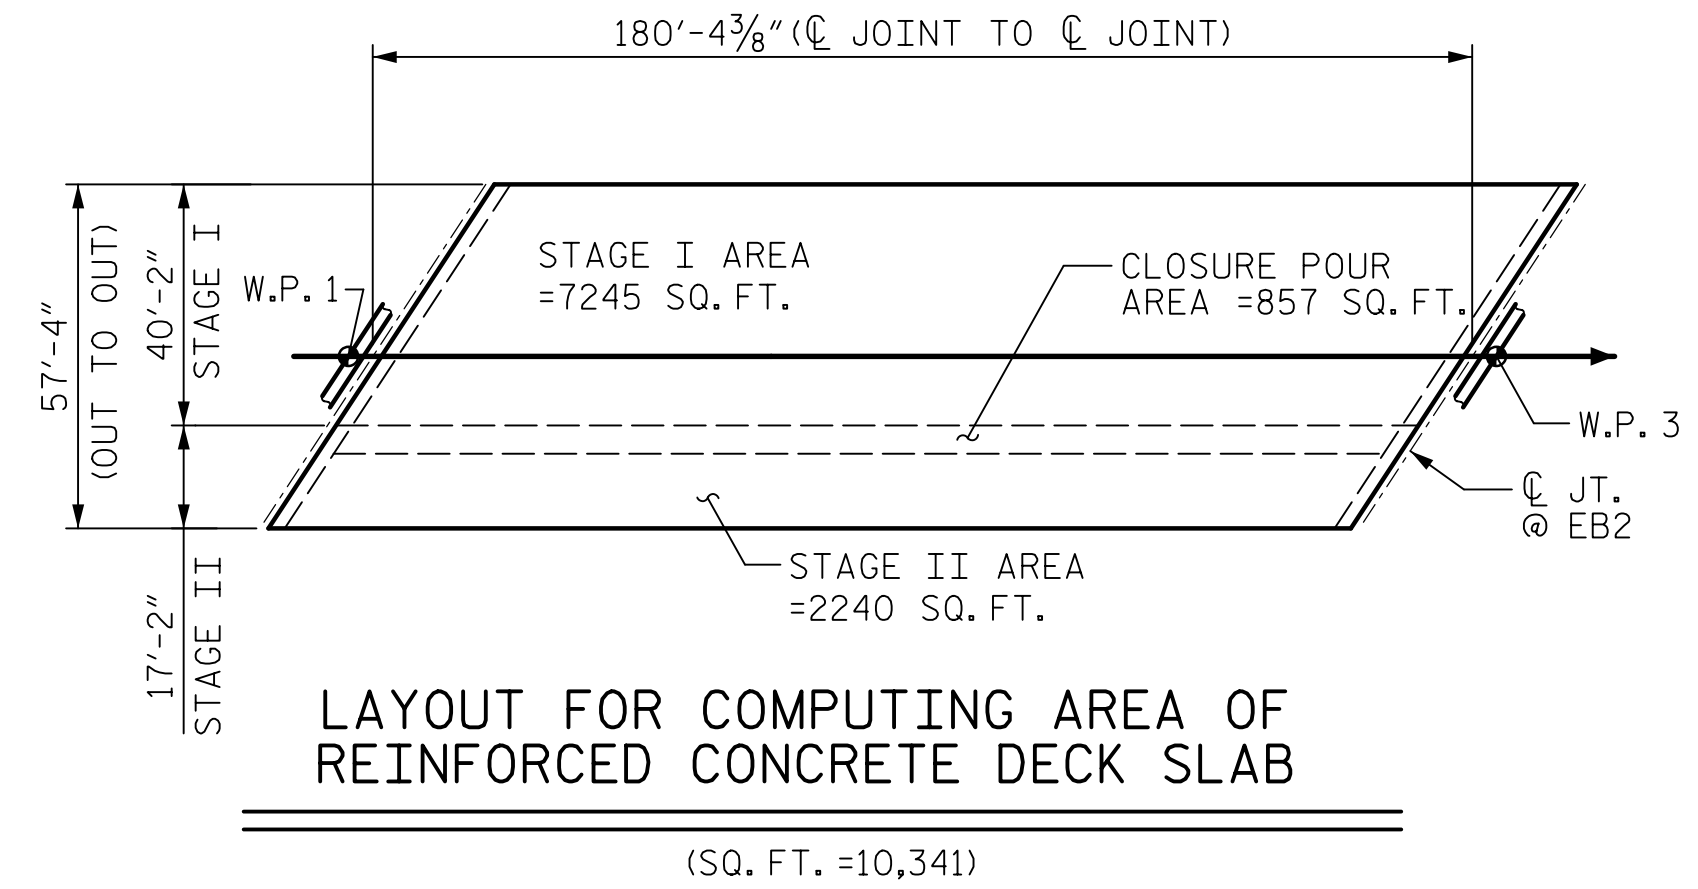 180'-4⅜" (℄ JOINT TO ℄ JOINT)
57'-4"
(OUT TO OUT)
40'-2"
STAGE I
W.P. 1
STAGE I AREA
=7245 SQ. FT.
CLOSURE POUR
AREA =857 SQ. FT.
W.P. 3
℄ JT.
@ EB2
17'-2"
STAGE II
STAGE II AREA
=2240 SQ. FT.
LAYOUT FOR COMPUTING AREA OF
REINFORCED CONCRETE DECK SLAB
(SQ. FT. =10,341)